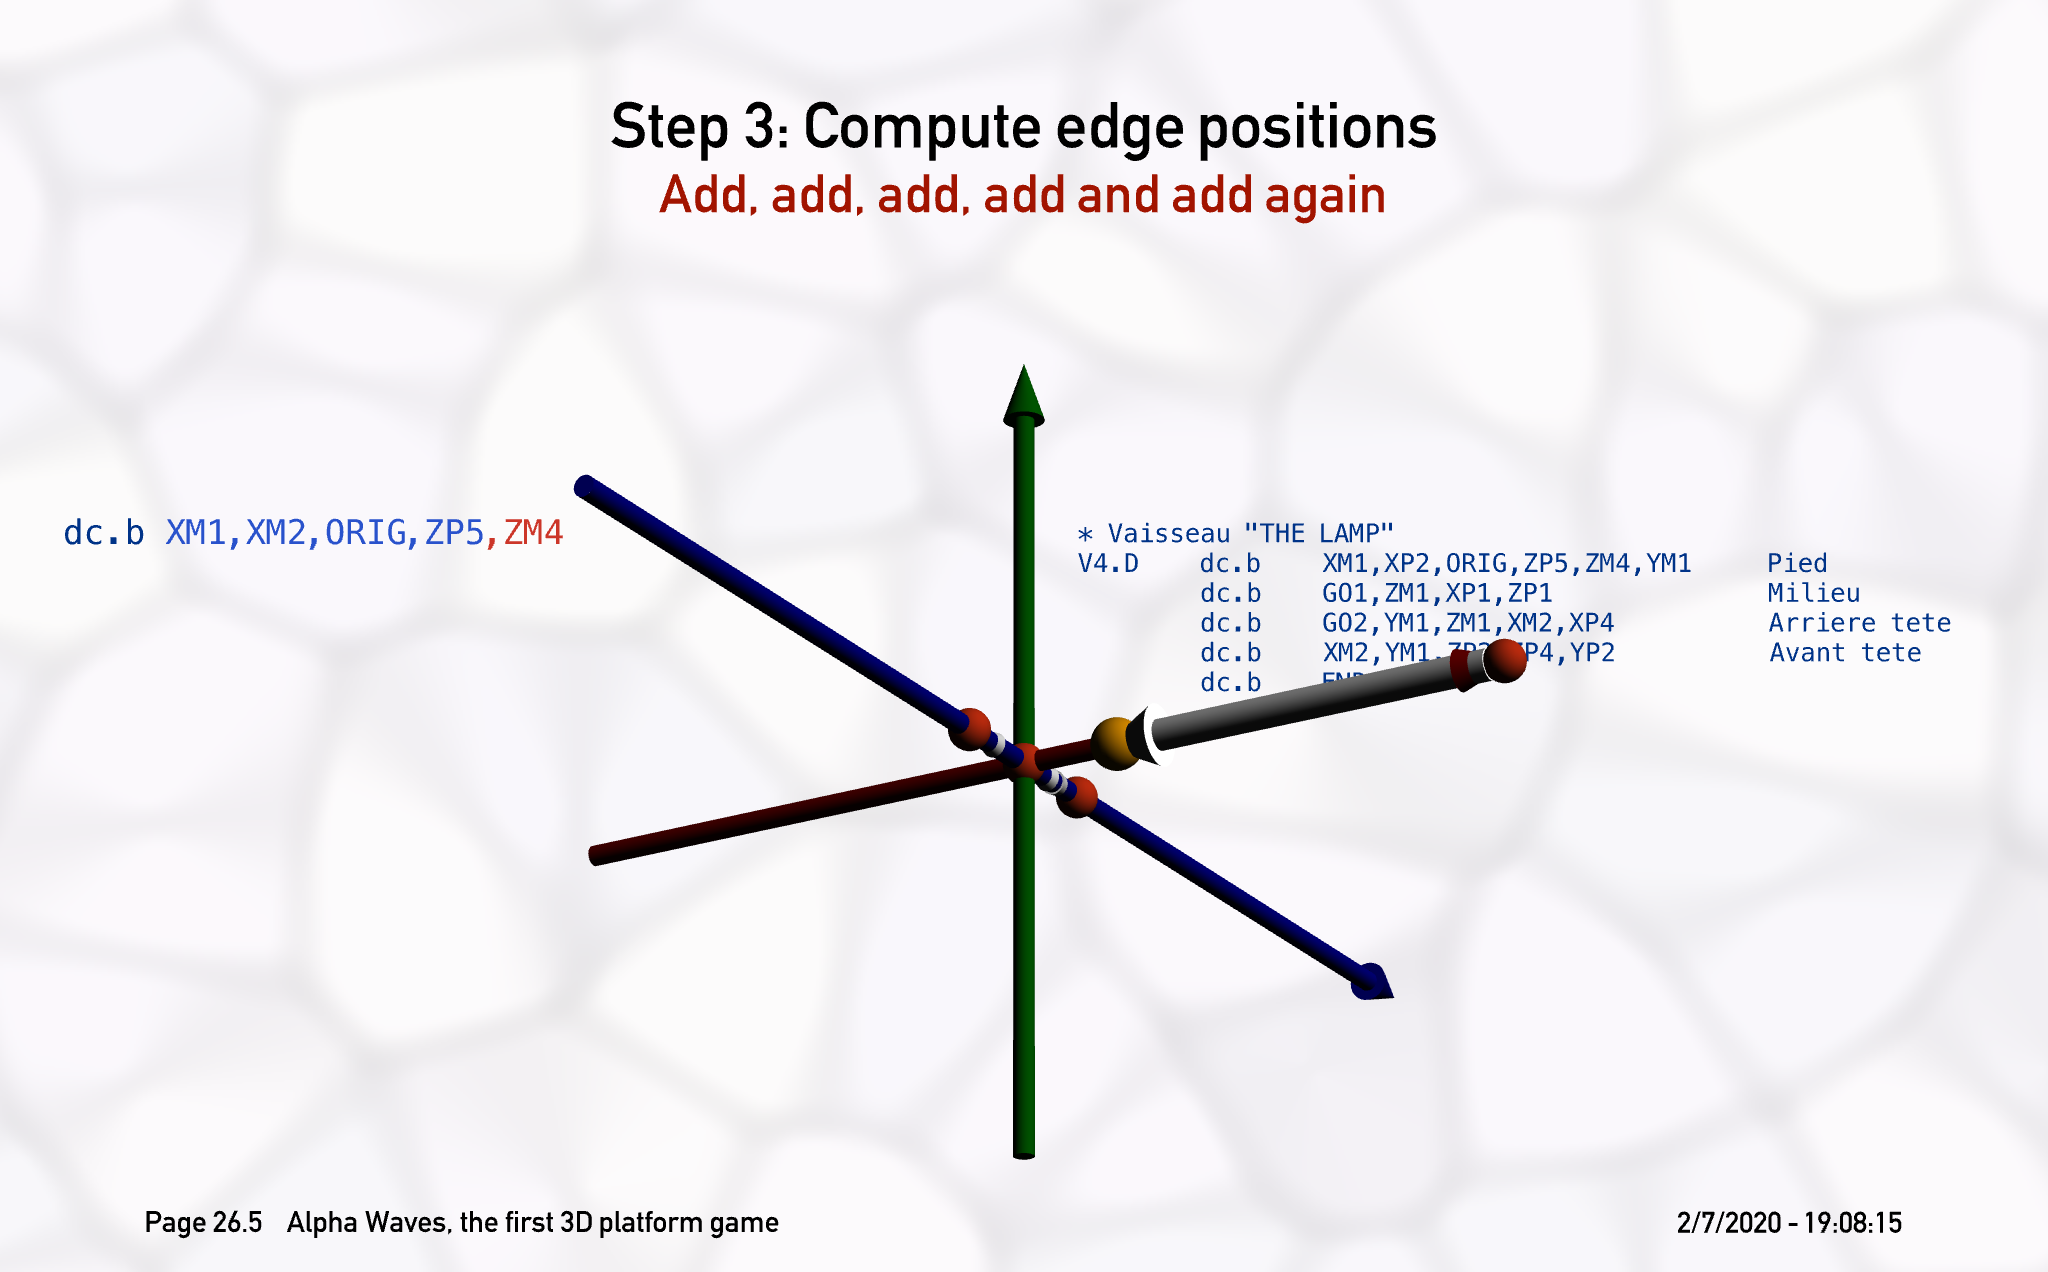 Step 3: Compute edge positions
Add, add, add, add and add again
dc.b XM1,XM2,ORIG,ZP5,ZM4
* Vaisseau "THE LAMP"
V4.D dc.b XM1,XP2,ORIG,ZP5,ZM4,YM1 Pied
dc.b GO1,ZM1,XP1,ZP1 Milieu
dc.b GO2,YM1,ZM1,XM2,XP4 Arriere tete
dc.b XM2,YM1, YP2 Avant tete
dc.b
Page 26.5 Alpha Waves, the first 3D platform game
2/7/2020 - 19:08:15